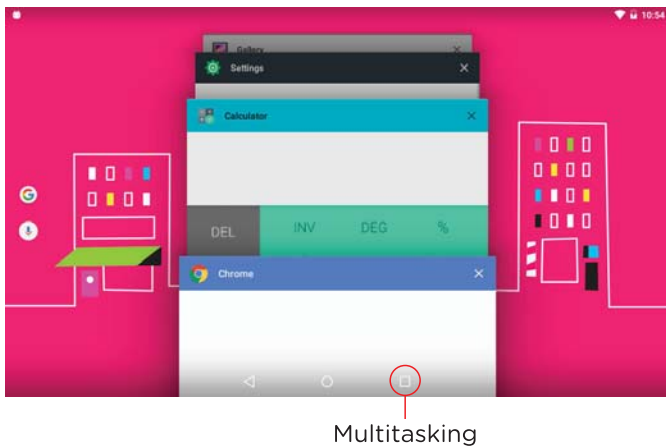 10:54
Gallery
Settings
Calculator
DEL INV DEG %
Chrome
Multitasking